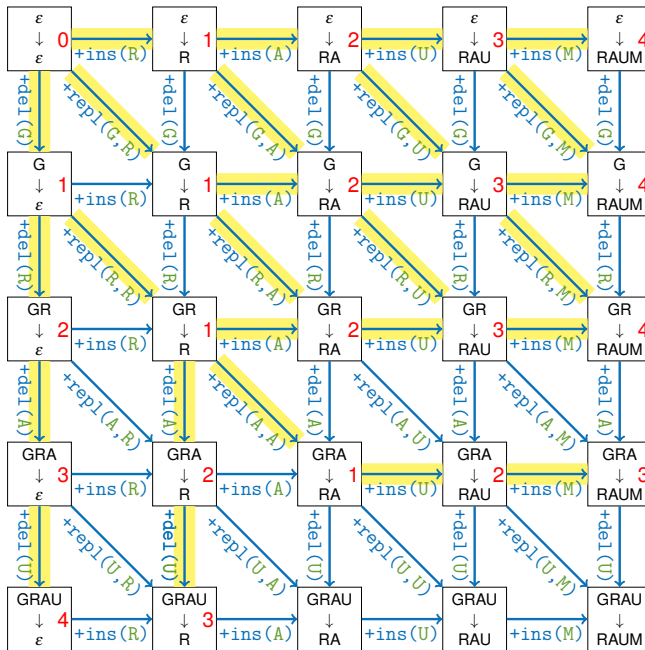 ε ε ε ε ε
↓ 0 ↓ 1 ↓ 2 ↓ 3 ↓ 4
ε +ins(R) R +ins(A) RA +ins(U) RAU +ins(M) RAUM
+del(G) +repl(G,R) +del(G) +repl(G,A) +del(G) +repl(G,U) +del(G) +repl(G,M) +del(G)
G G G G G
↓ 1 ↓ 1 ↓ 2 ↓ 3 ↓ 4
ε +ins(R) R +ins(A) RA +ins(U) RAU +ins(M) RAUM
+del(R) +repl(R,R) +del(R) +repl(R,A) +del(R) +repl(R,U) +del(R) +repl(R,M) +del(R)
GR GR GR GR GR
↓ 2 ↓ 1 ↓ 2 ↓ 3 ↓ 4
ε +ins(R) R +ins(A) RA +ins(U) RAU +ins(M) RAUM
+del(A) +repl(A,R) +del(A) +repl(A,A) +del(A) +repl(A,U) +del(A) +repl(A,M) +del(A)
GRA GRA GRA GRA GRA
↓ 3 ↓ 2 ↓ 1 ↓ 2 ↓ 3
ε +ins(R) R +ins(A) RA +ins(U) RAU +ins(M) RAUM
+del(U) +repl(U,R) +del(U) +repl(U,A) +del(U) +repl(U,U) +del(U) +repl(U,M) +del(U)
GRAU GRAU GRAU GRAU GRAU
↓ 4 ↓ 3 ↓ ↓ ↓
ε +ins(R) R +ins(A) RA +ins(U) RAU +ins(M) RAUM